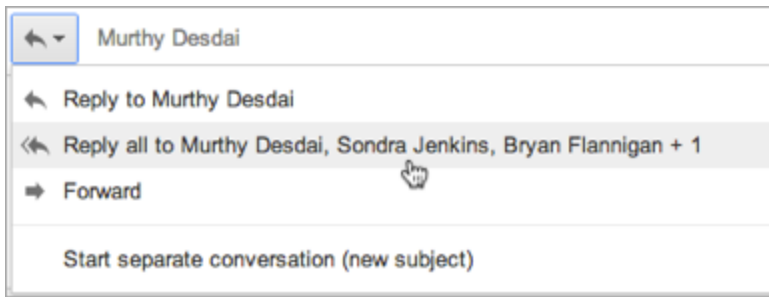 Murthy Desdai
Reply to Murthy Desdai
Reply all to Murthy Desdai, Sondra Jenkins, Bryan Flannigan + 1
Forward
Start separate conversation (new subject)